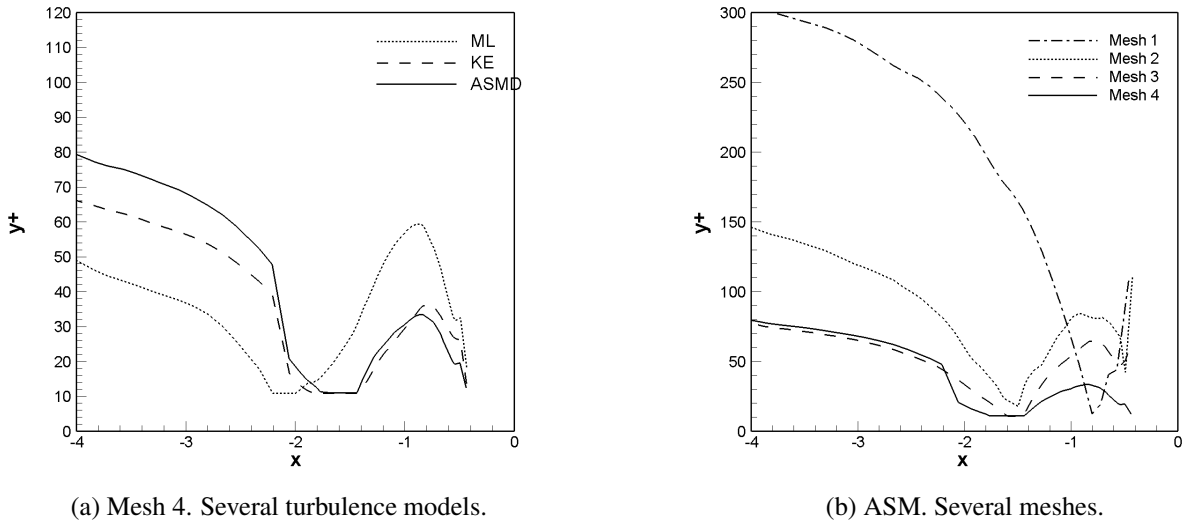 120
110
100
90
80
70
60
50
40
30
20
10
0
y+
-4 -3 -2 -1 0
x
ML
KE
ASMD
(a) Mesh 4. Several turbulence models.
300
250
200
150
100
50
0
y+
-4 -3 -2 -1 0
x
Mesh 1
Mesh 2
Mesh 3
Mesh 4
(b) ASM. Several meshes.